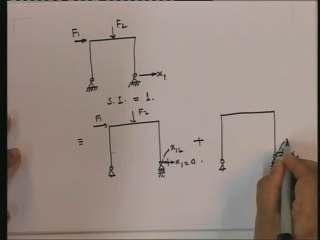 F₁ F₂
x₁
S.I. = 1.
F₁ F₂
≡ x₁L +
x₁=0.